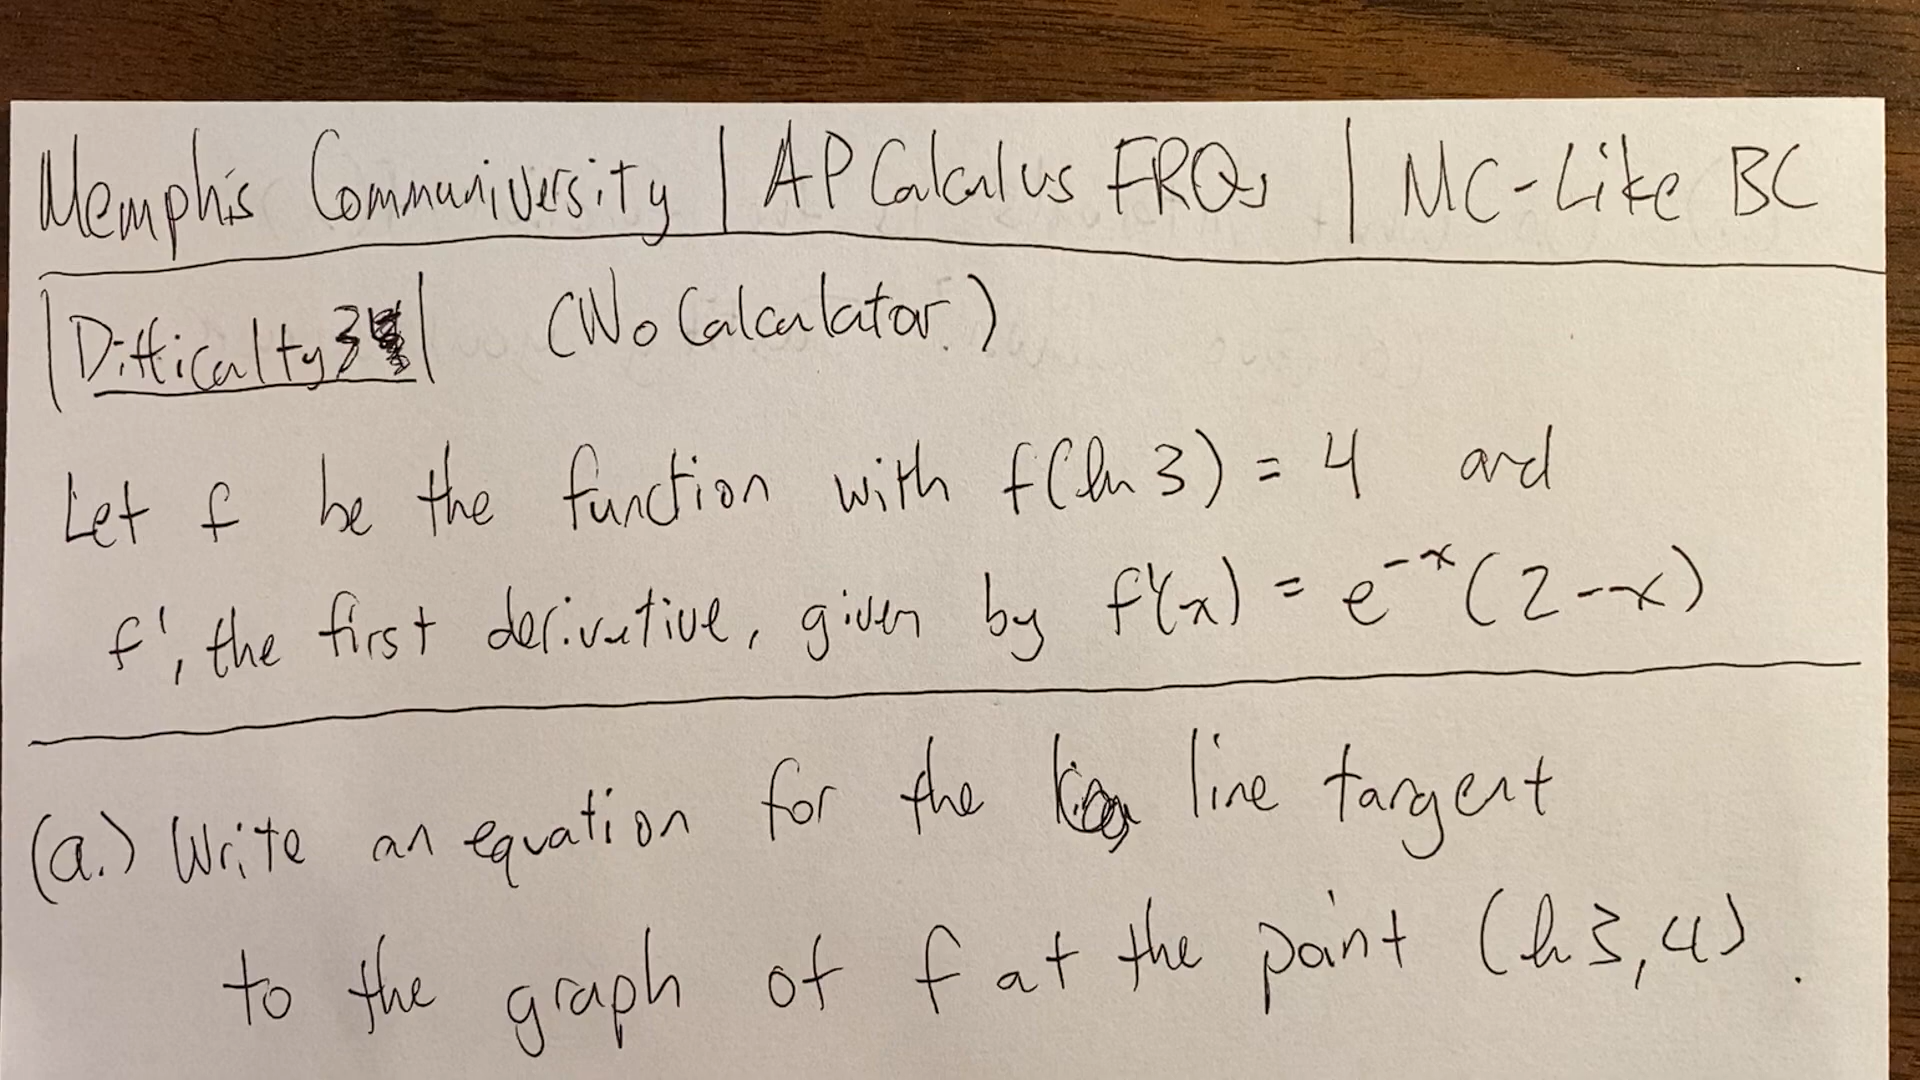 Memphis Communiversity | AP Calculus FRQs | MC-Like BC
Difficulty 3 (No Calculator.)
Let f be the function with f(ln 3) = 4 and
f', the first derivative, given by f'(x) = e^{-x}(2-x)
(a.) Write an equation for the line tangent
to the graph of f at the point (ln 3, 4).